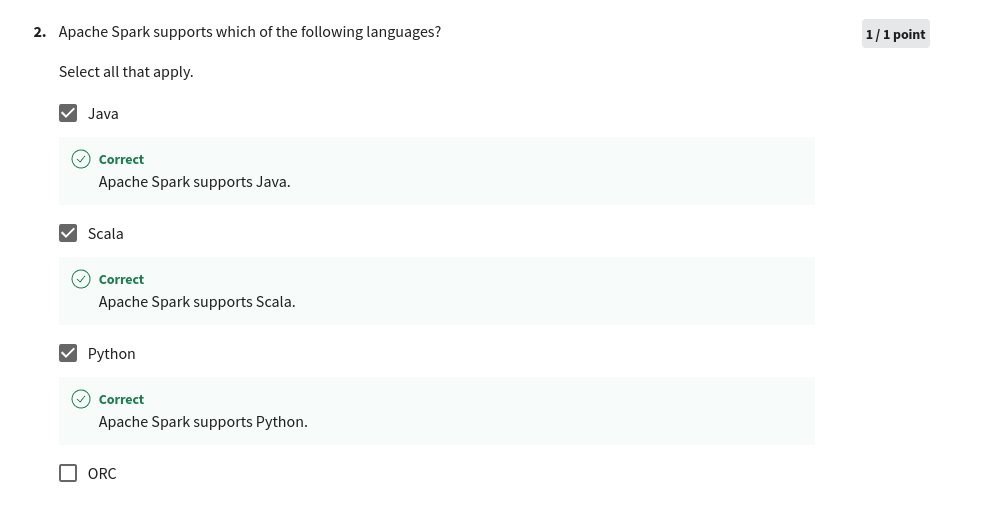 2. Apache Spark supports which of the following languages?
1 / 1 point
Select all that apply.
Java
Correct
Apache Spark supports Java.
Scala
Correct
Apache Spark supports Scala.
Python
Correct
Apache Spark supports Python.
ORC